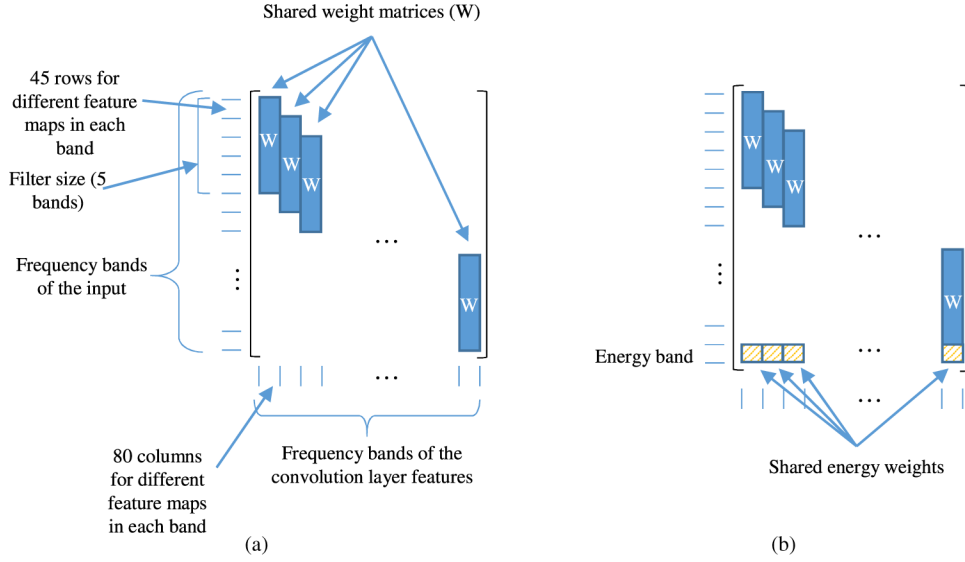 Shared weight matrices (W)
45 rows for
different feature
maps in each
band
Filter size (5
bands)
Frequency bands
of the input
W
W
W
...
...
W
...
80 columns
for different
feature maps
in each band
Frequency bands of the
convolution layer features
(a)
W
W
W
...
...
W
Energy band
...
...
Shared energy weights
(b)